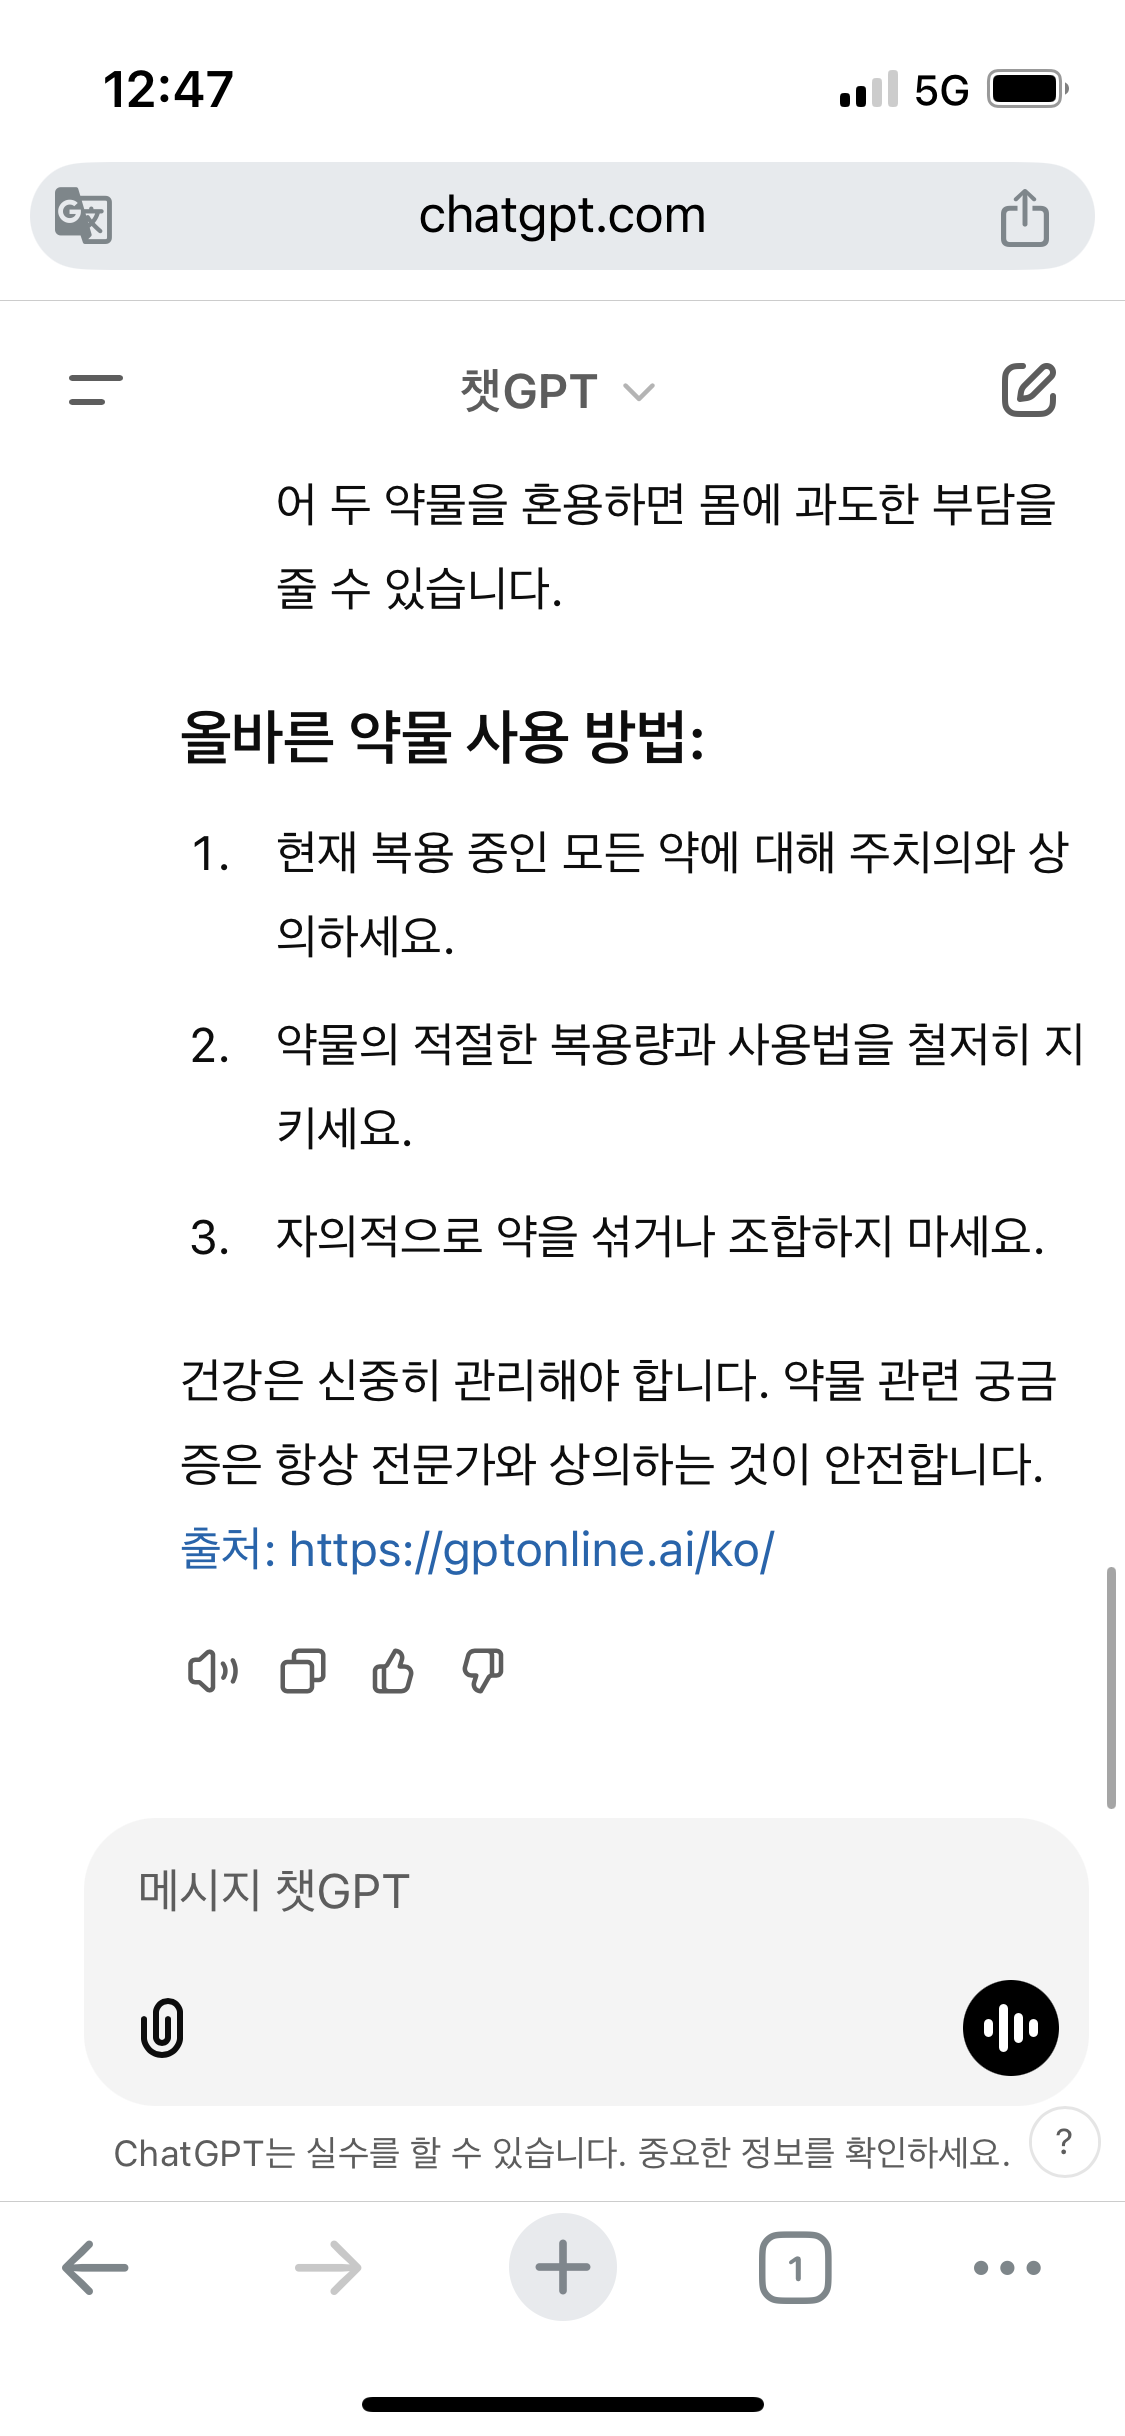 12:47
5G
chatgpt.com
챗GPT
어 두 약물을 혼용하면 몸에 과도한 부담을
줄 수 있습니다.
올바른 약물 사용 방법:
1. 현재 복용 중인 모든 약에 대해 주치의와 상
의하세요.
2. 약물의 적절한 복용량과 사용법을 철저히 지
키세요.
3. 자의적으로 약을 섞거나 조합하지 마세요.
건강은 신중히 관리해야 합니다. 약물 관련 궁금
증은 항상 전문가와 상의하는 것이 안전합니다.
출처: https://gptonline.ai/ko/
메시지 챗GPT
ChatGPT는 실수를 할 수 있습니다. 중요한 정보를 확인하세요.
?
1